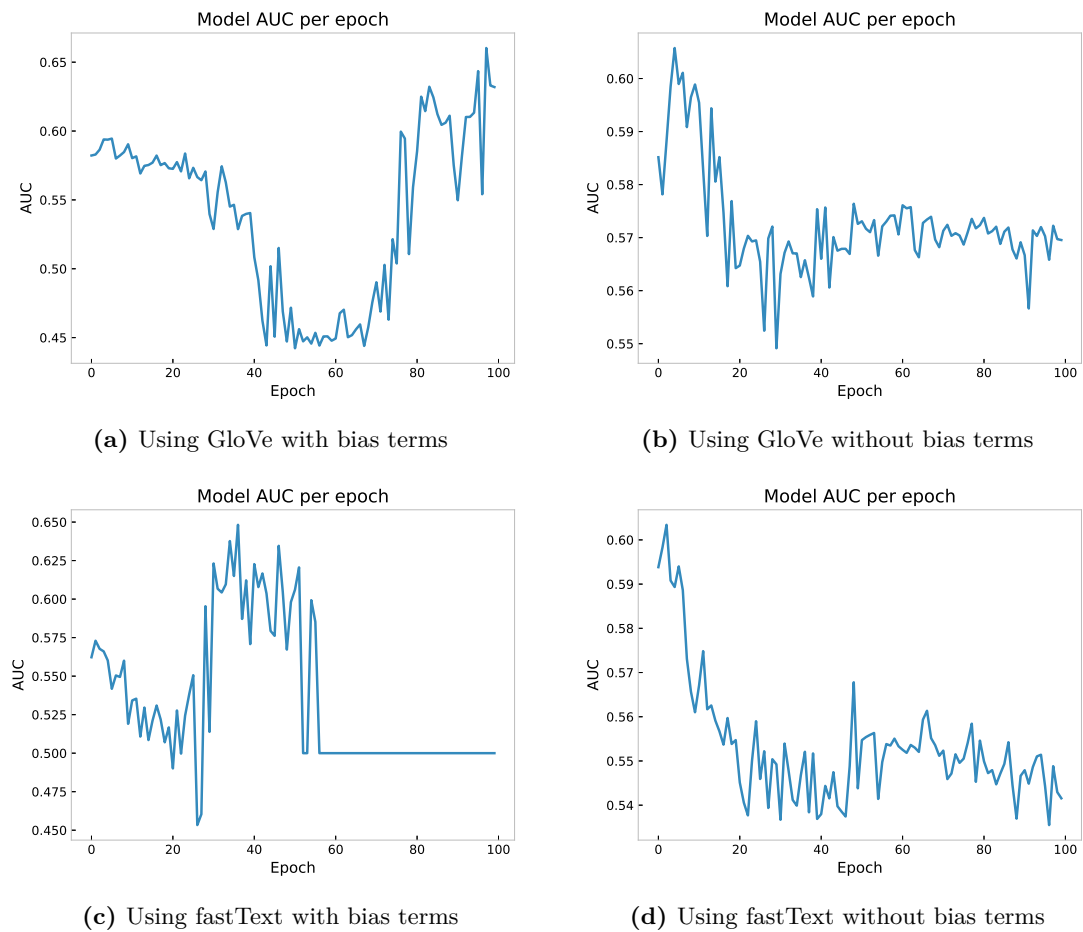 Model AUC per epoch
0.65
0.60
0.55
0.50
0.45
AUC
0 20 40 60 80 100
Epoch
(a) Using GloVe with bias terms
Model AUC per epoch
0.60
0.59
0.58
0.57
0.56
0.55
AUC
0 20 40 60 80 100
Epoch
(b) Using GloVe without bias terms
Model AUC per epoch
0.650
0.625
0.600
0.575
0.550
0.525
0.500
0.475
0.450
AUC
0 20 40 60 80 100
Epoch
(c) Using fastText with bias terms
Model AUC per epoch
0.60
0.59
0.58
0.57
0.56
0.55
0.54
AUC
0 20 40 60 80 100
Epoch
(d) Using fastText without bias terms